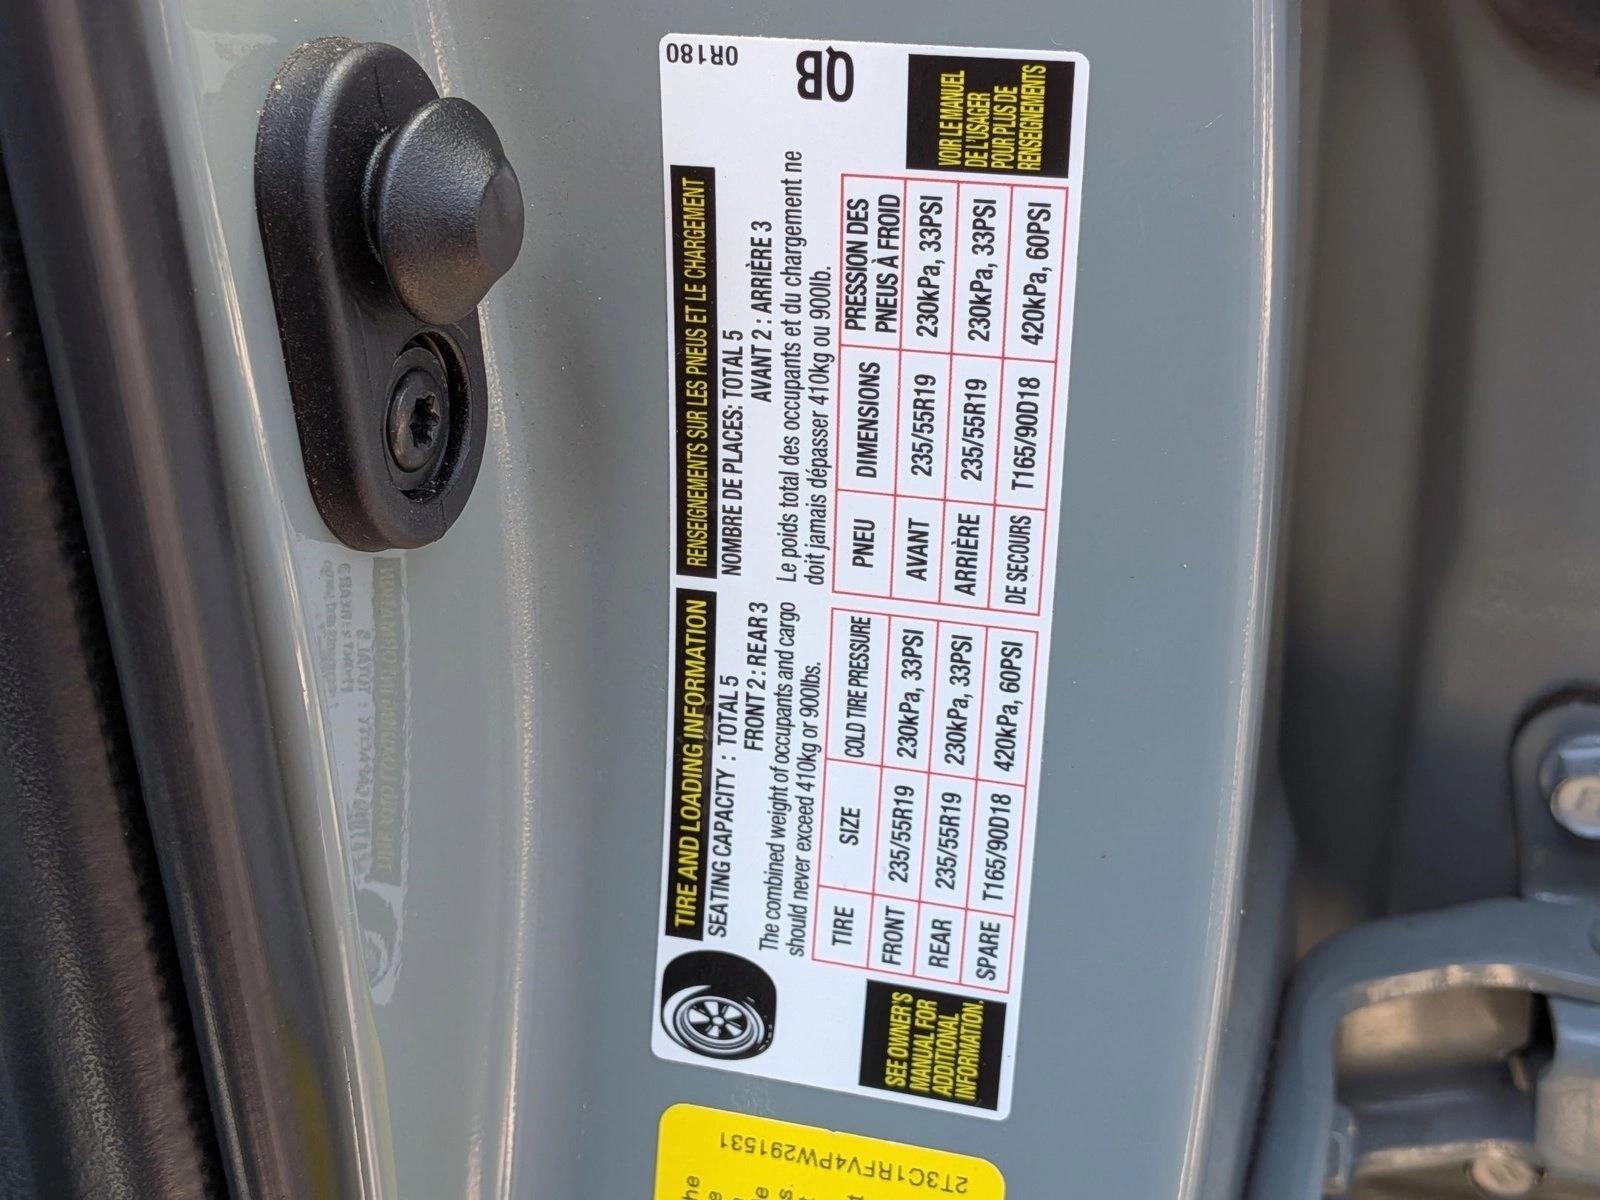 0R180
QB
TIRE AND LOADING INFORMATION
SEATING CAPACITY : TOTAL 5
FRONT 2 : REAR 3
The combined weight of occupants and cargo
should never exceed 410kg or 900lbs.
TIRE SIZE COLD TIRE PRESSURE
FRONT 235/55R19 230kPa, 33PSI
REAR 235/55R19 230kPa, 33PSI
SPARE T165/90D18 420kPa, 60PSI
SEE OWNER'S
MANUAL FOR
ADDITIONAL
INFORMATION.
RENSEIGNEMENTS SUR LES PNEUS ET LE CHARGEMENT
NOMBRE DE PLACES: TOTAL 5
AVANT 2 : ARRIÈRE 3
Le poids total des occupants et du chargement ne
doit jamais dépasser 410kg ou 900lb.
PNEU DIMENSIONS PRESSION DES
PNEUS À FROID
AVANT 235/55R19 230kPa, 33PSI
ARRIÈRE 235/55R19 230kPa, 33PSI
DE SECOURS T165/90D18 420kPa, 60PSI
VOIR LE MANUEL
DE L'USAGER
POUR PLUS DE
RENSEIGNEMENTS
2T3C1RFV4PW291531